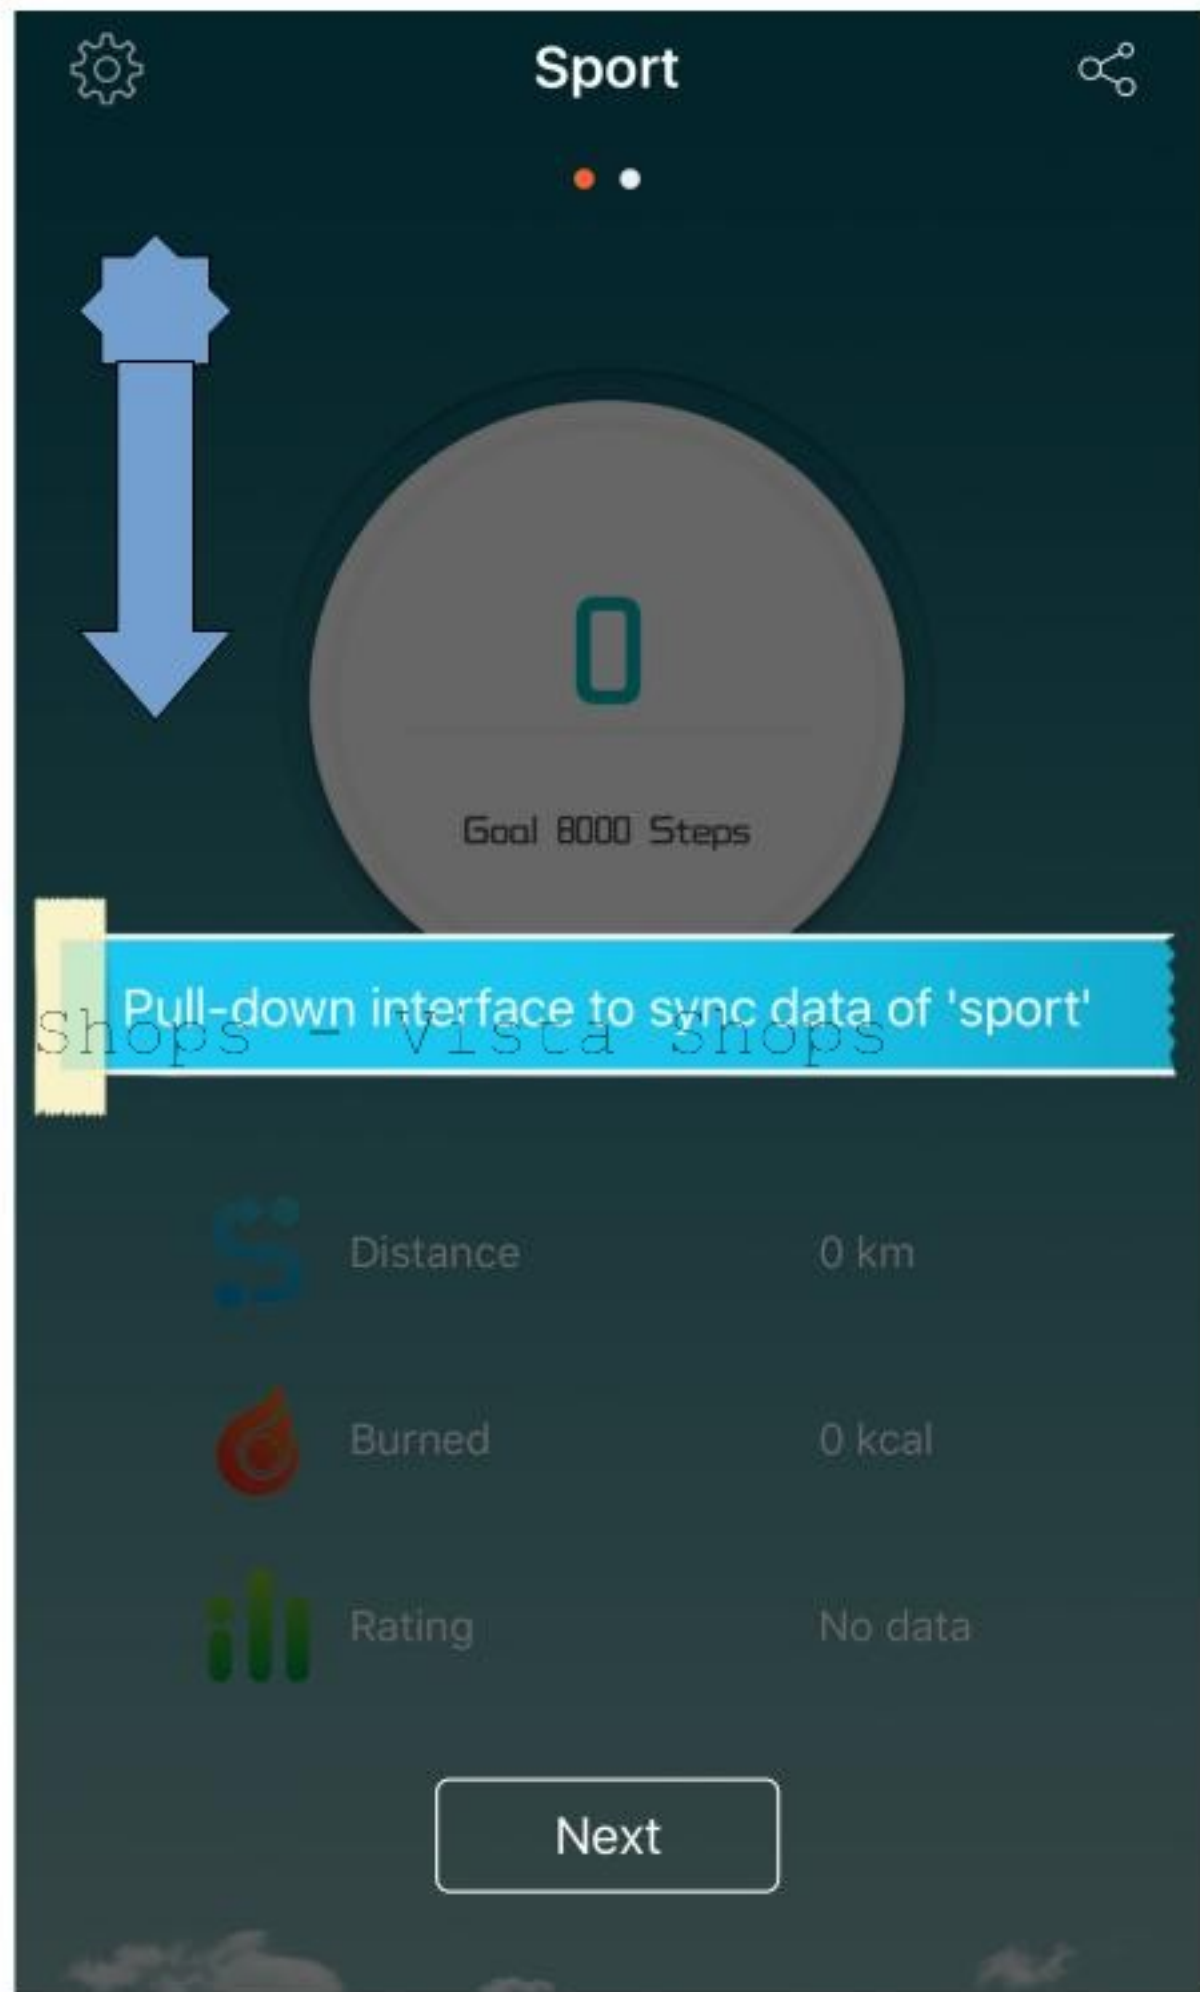 Sport
0
Goal 8000 Steps
Pull-down interface to sync data of 'sport'
Shops - Vista Shops
Distance 0 km
Burned 0 kcal
Rating No data
Next